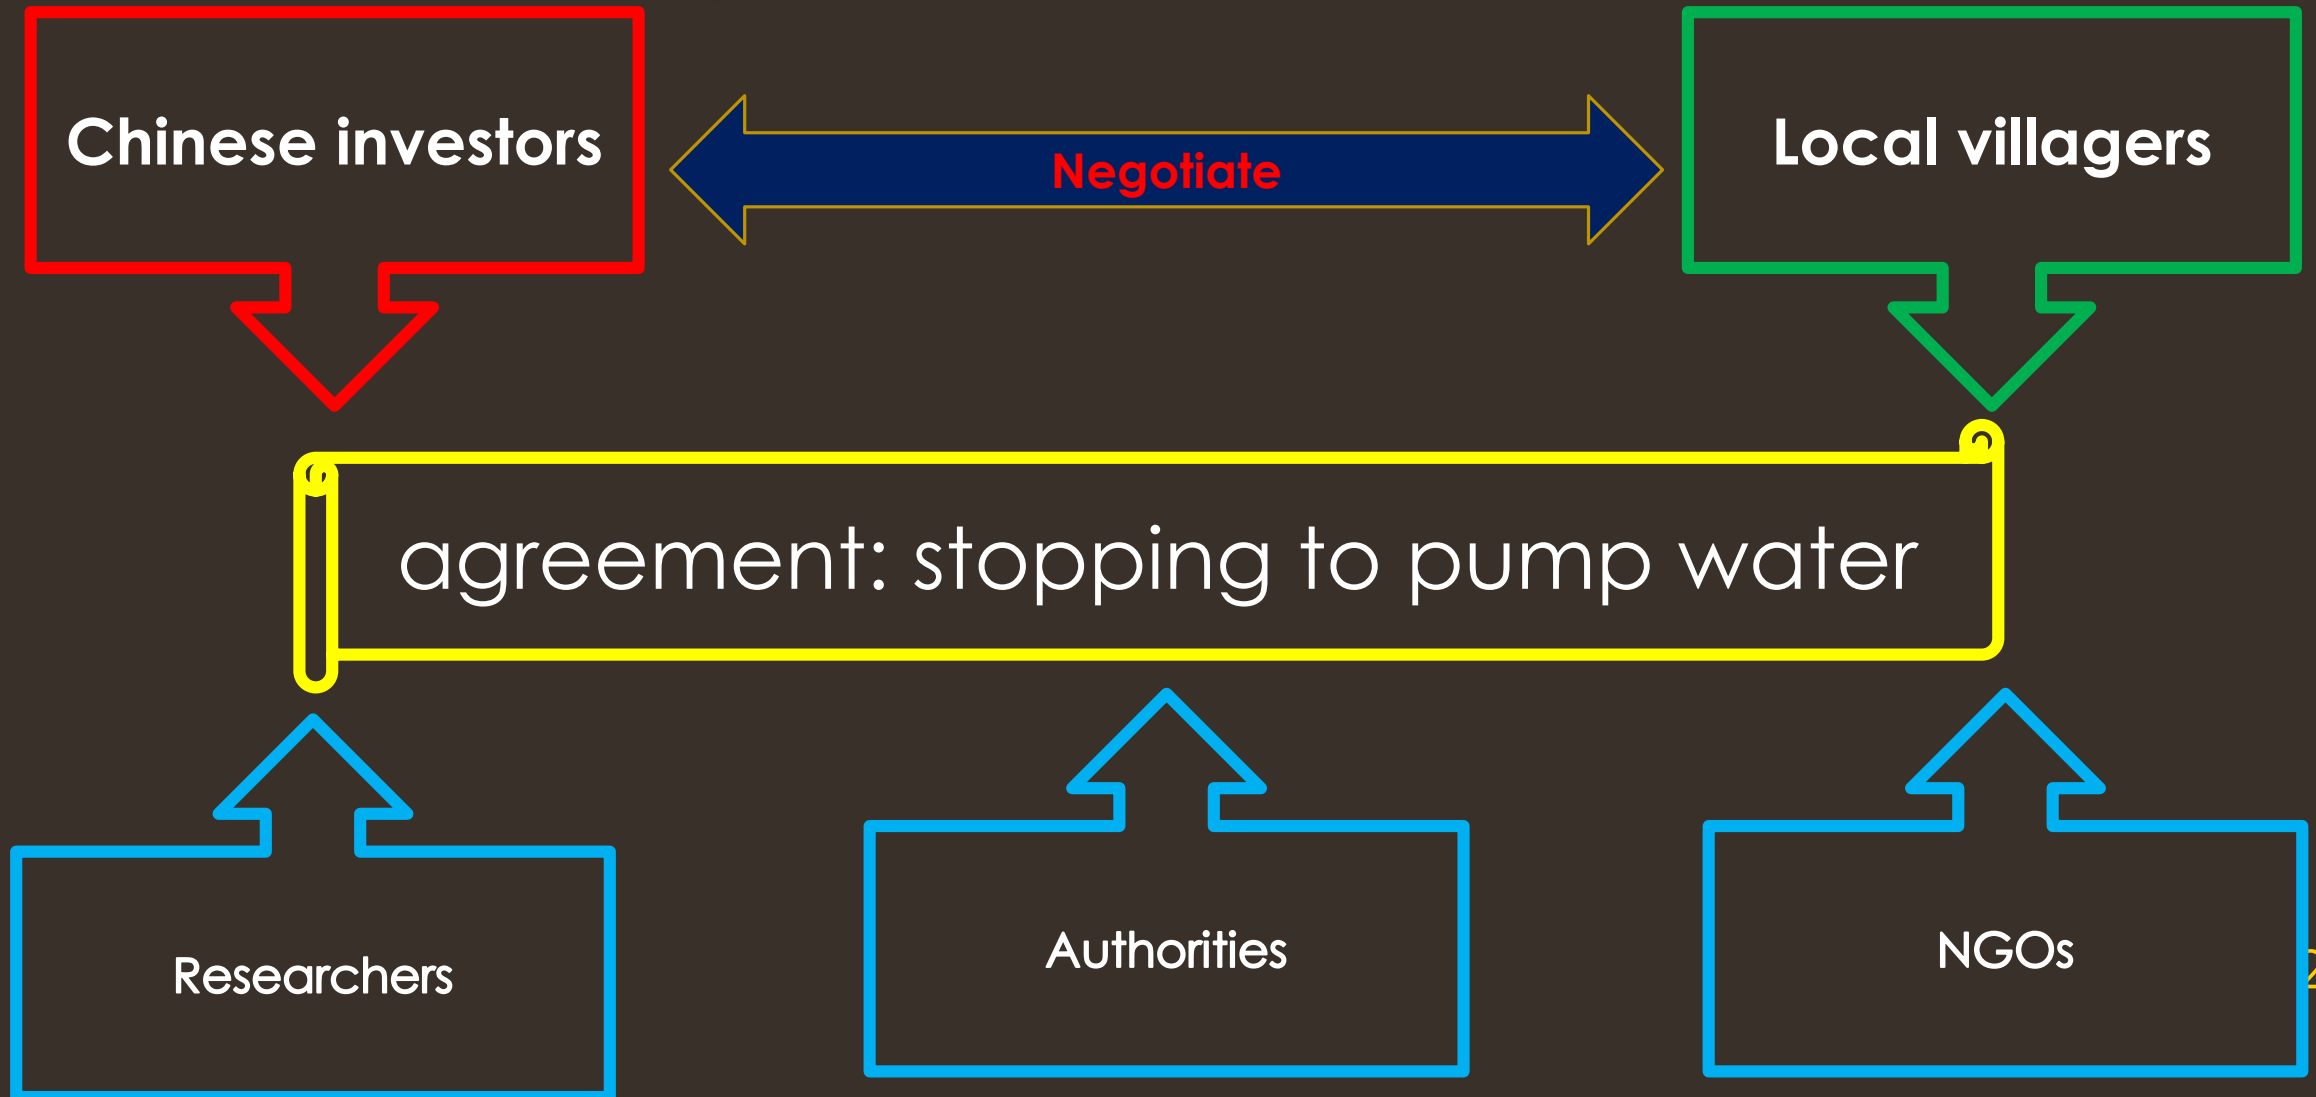 Chinese investors
Negotiate
Local villagers
agreement: stopping to pump water
Researchers
Authorities
NGOs